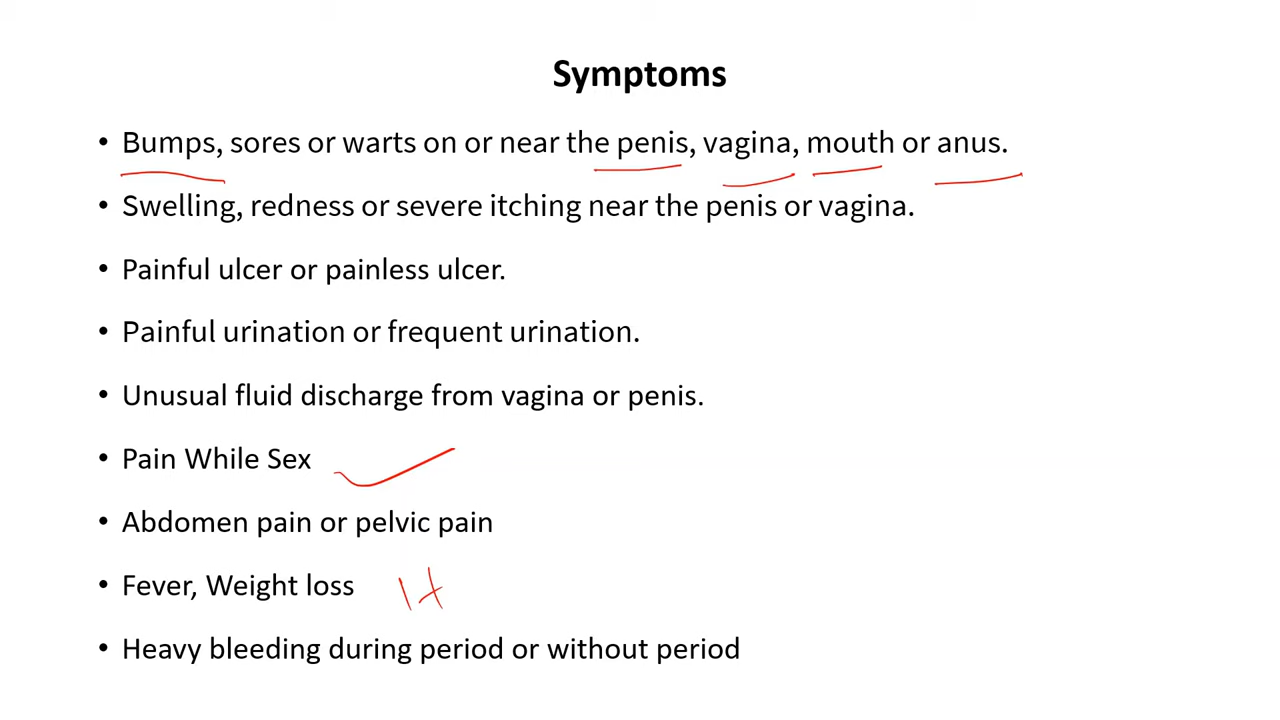 Symptoms
• Bumps, sores or warts on or near the penis, vagina, mouth or anus.
• Swelling, redness or severe itching near the penis or vagina.
• Painful ulcer or painless ulcer.
• Painful urination or frequent urination.
• Unusual fluid discharge from vagina or penis.
• Pain While Sex
• Abdomen pain or pelvic pain
• Fever, Weight loss
• Heavy bleeding during period or without period